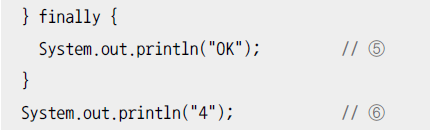 } finally {
System.out.println("OK"); // ⑤
}
System.out.println("4"); // ⑥